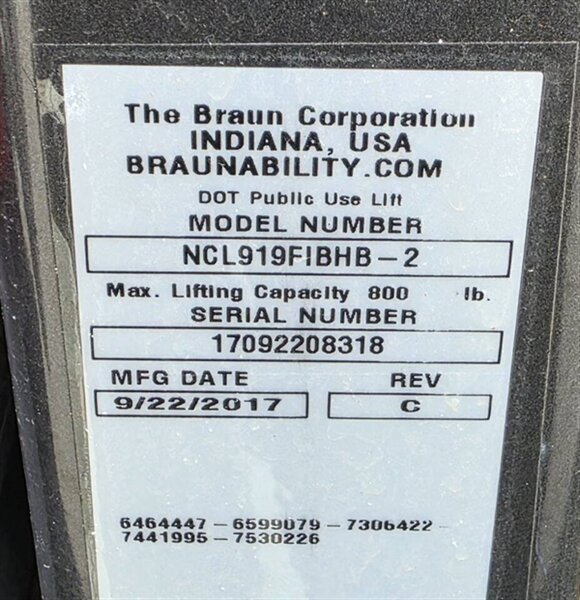 The Braun Corporation
INDIANA, USA
BRAUNABILITY.COM
DOT Public Use Lift
MODEL NUMBER
NCL919FIBHB-2
Max. Lifting Capacity 800 lb.
SERIAL NUMBER
17092208318
MFG DATE REV
9/22/2017 C
6464447-6599079-7306422-
7441995-7530226